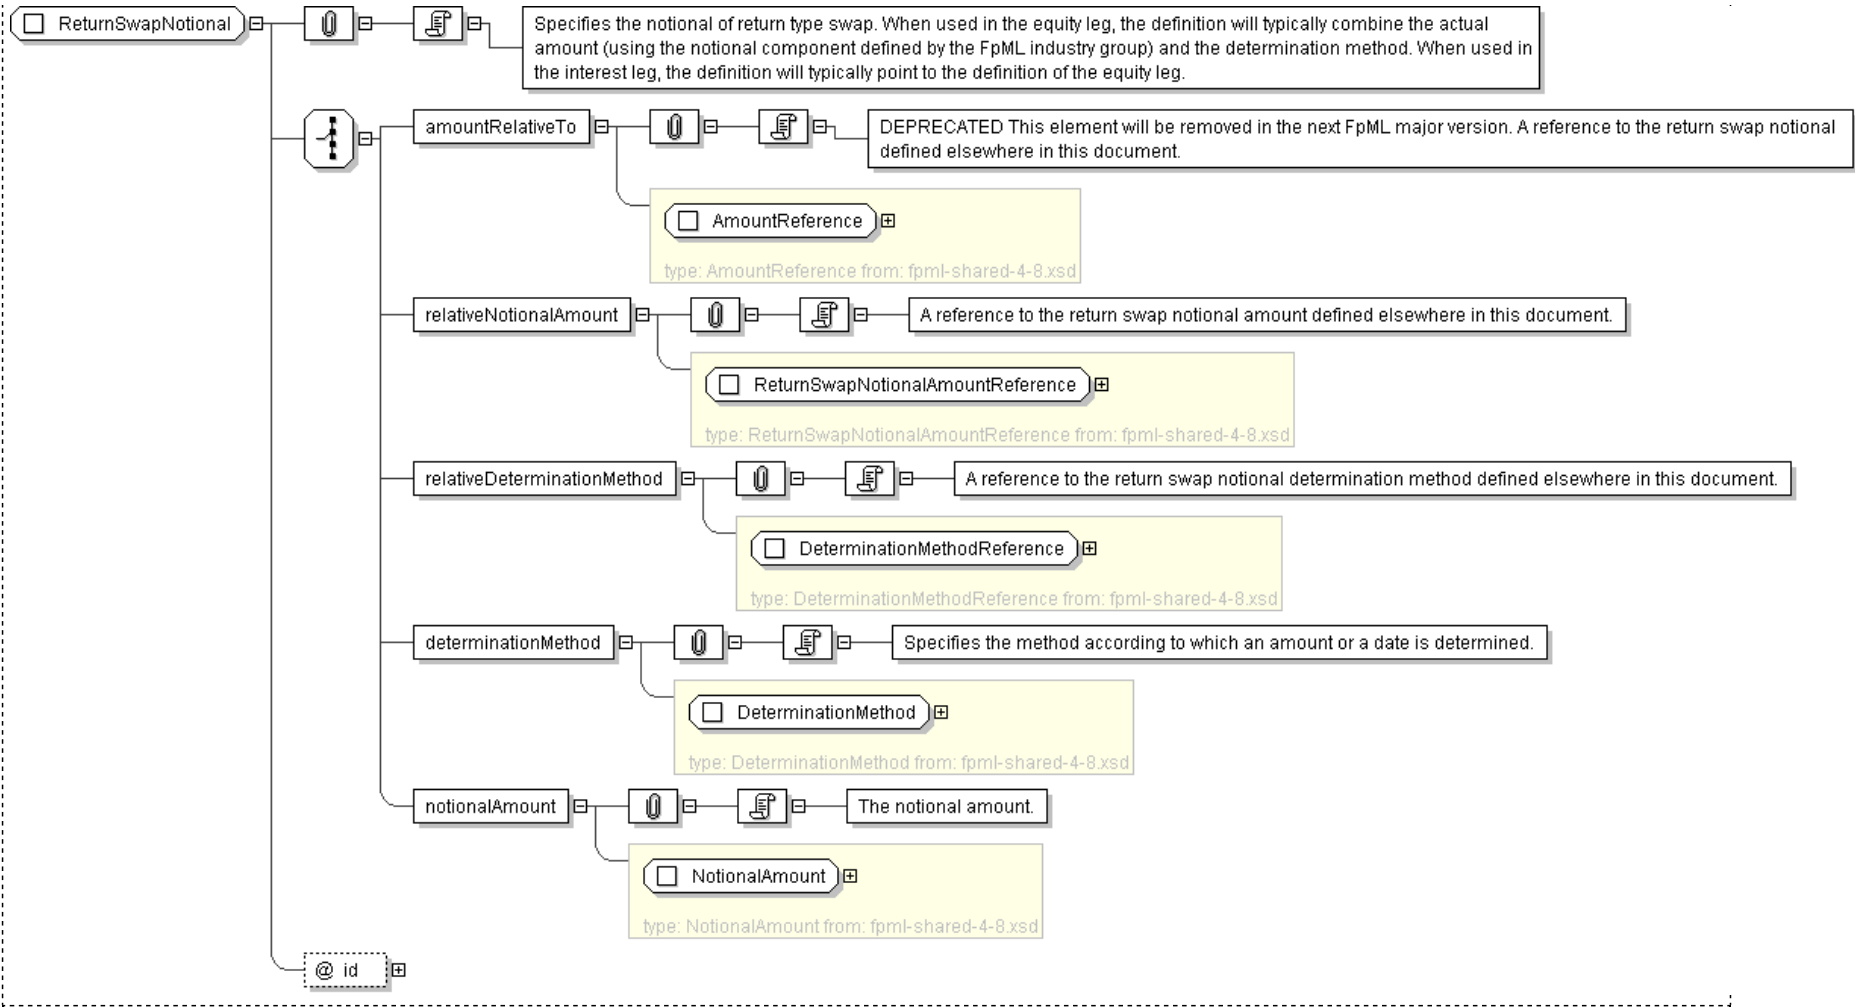 ReturnSwapNotional
Specifies the notional of return type swap. When used in the equity leg, the definition will typically combine the actual
amount (using the notional component defined by the FpML industry group) and the determination method. When used in
the interest leg, the definition will typically point to the definition of the equity leg.
amountRelativeTo
DEPRECATED This element will be removed in the next FpML major version. A reference to the return swap notional
defined elsewhere in this document.
AmountReference
type: AmountReference from: fpml-shared-4-8.xsd
relativeNotionalAmount
A reference to the return swap notional amount defined elsewhere in this document.
ReturnSwapNotionalAmountReference
type: ReturnSwapNotionalAmountReference from: fpml-shared-4-8.xsd
relativeDeterminationMethod
A reference to the return swap notional determination method defined elsewhere in this document.
DeterminationMethodReference
type: DeterminationMethodReference from: fpml-shared-4-8.xsd
determinationMethod
Specifies the method according to which an amount or a date is determined.
DeterminationMethod
type: DeterminationMethod from: fpml-shared-4-8.xsd
notionalAmount
The notional amount.
NotionalAmount
type: NotionalAmount from: fpml-shared-4-8.xsd
@ id